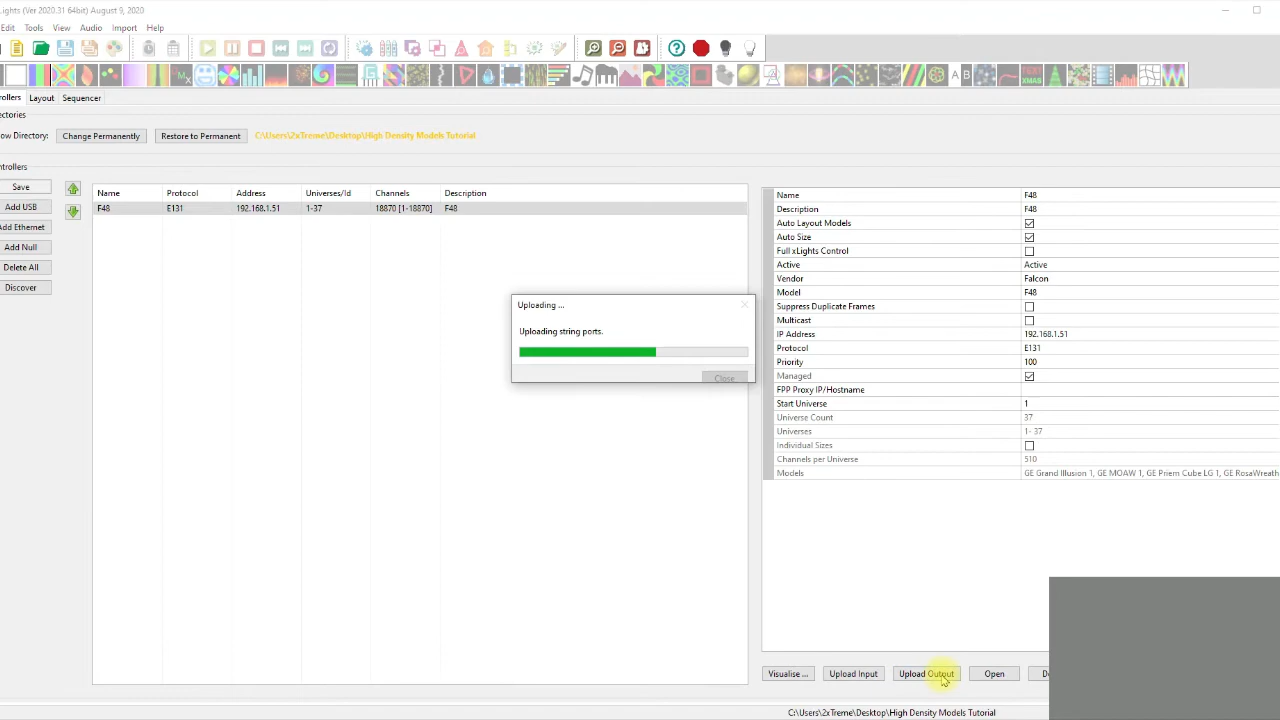 Lights (Ver 2020.31 64bit) August 9, 2020
Edit Tools View Audio Import Help
A B
TEXT
XMAS
ollers Layout Sequencer
ectories
ow Directory: Change Permanently Restore to Permanent C:\Users\2xTreme\Desktop\High Density Models Tutorial
ntrollers
Save
Add USB
Add Ethernet
Add Null
Delete All
Discover
Name Protocol Address Universes/Id Channels Description
F48 E131 192.168.1.51 1-37 18870 [1-18870] F48
Uploading ...
Uploading string ports.
Close
Name F48
Description F48
Auto Layout Models
Auto Size
Full xLights Control
Active Active
Vendor Falcon
Model F48
Suppress Duplicate Frames
Multicast
IP Address 192.168.1.51
Protocol E131
Priority 100
Managed
FPP Proxy IP/Hostname
Start Universe 1
Universe Count 37
Universes 1- 37
Individual Sizes
Channels per Universe 510
Models GE Grand Illusion 1, GE MOAW 1, GE Priem Cube LG 1, GE RosaWreath
Visualise ... Upload Input Upload Output Open D
C:\Users\2xTreme\Desktop\High Density Models Tutorial